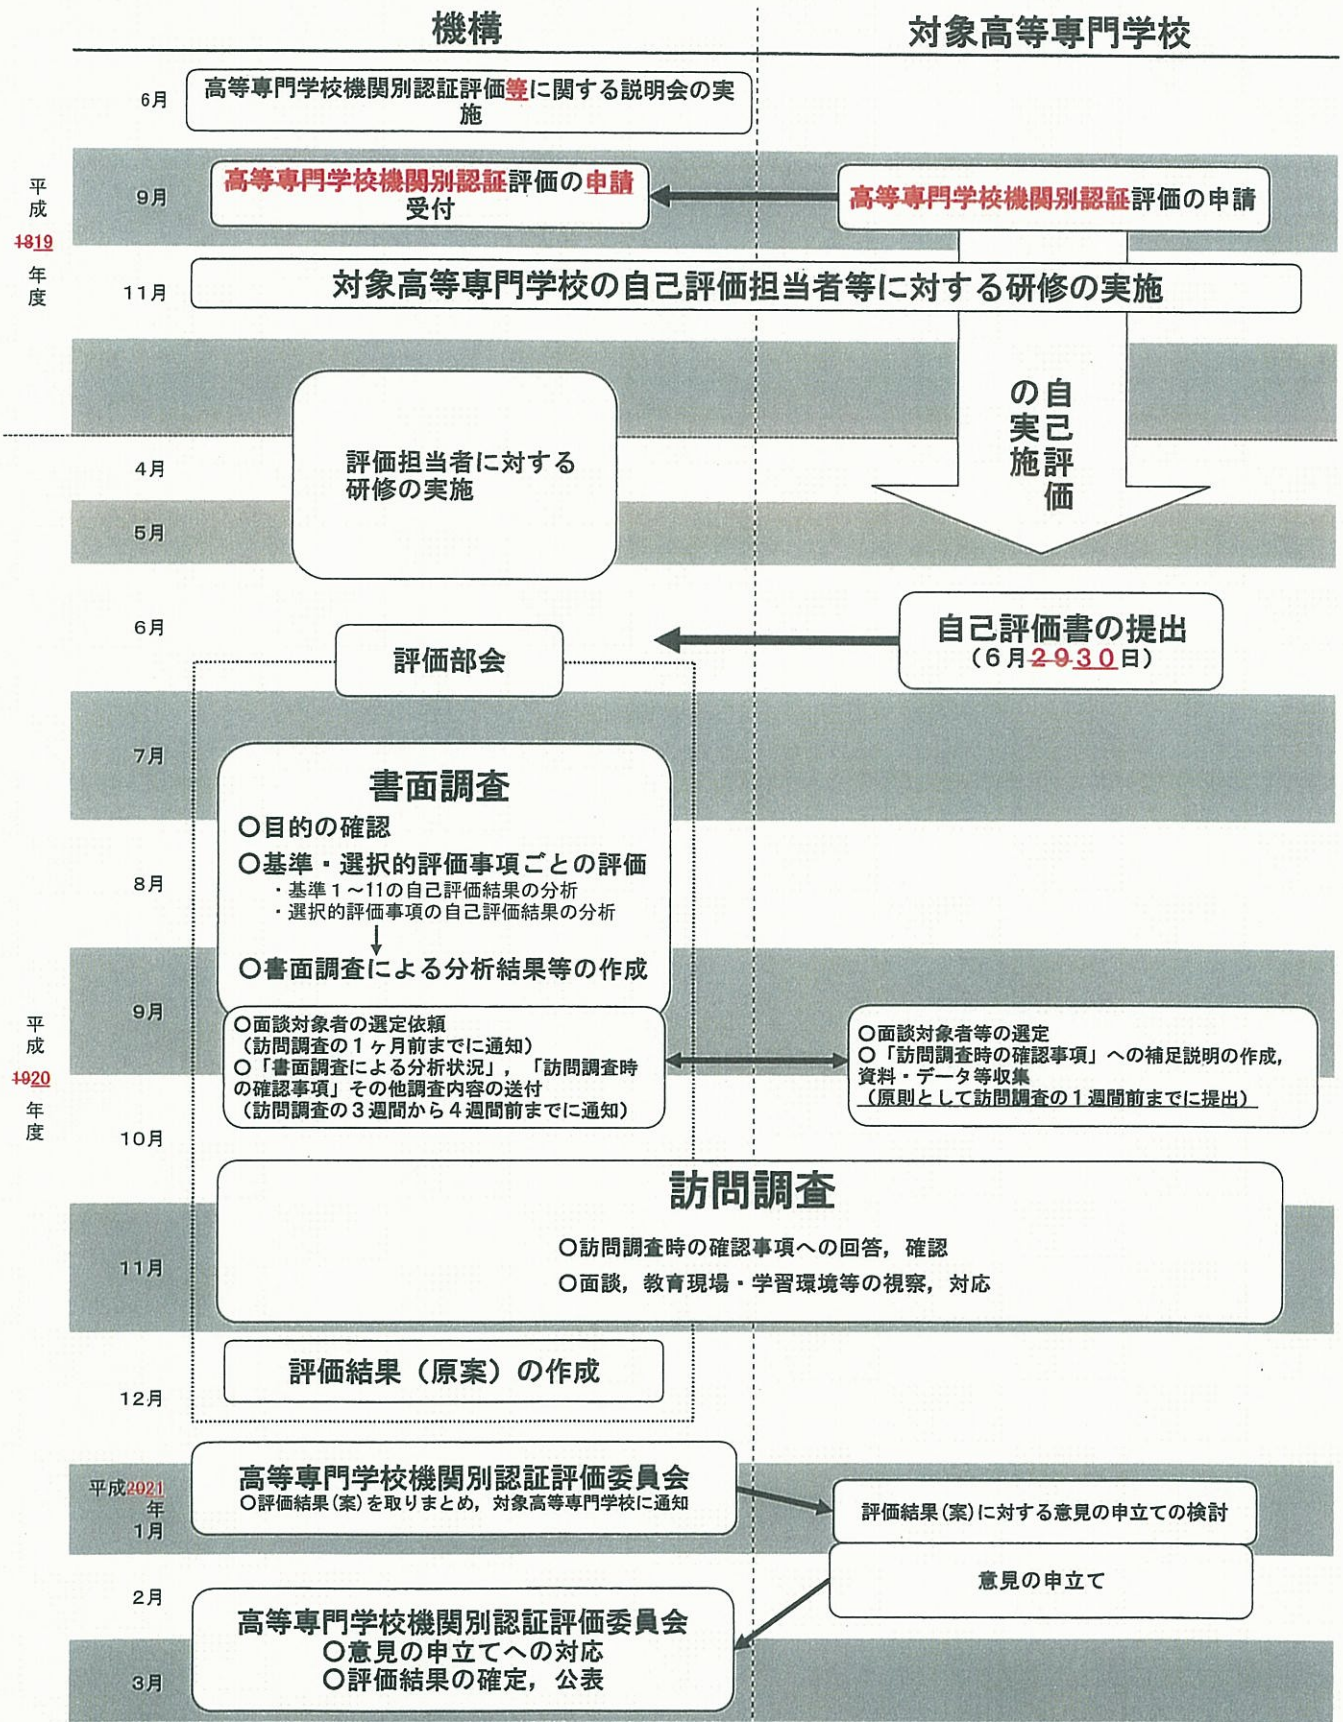 機構
対象高等専門学校
6月
高等専門学校機関別認証評価等に関する説明会の実
施
平成
1819
年度
9月
高等専門学校機関別認証評価の申請
受付
高等専門学校機関別認証評価の申請
11月
対象高等専門学校の自己評価担当者等に対する研修の実施
自己評価
の実施
4月
評価担当者に対する
研修の実施
5月
6月
自己評価書の提出
（6月2930日）
評価部会
7月
書面調査
○目的の確認
○基準・選択的評価事項ごとの評価
・基準1～11の自己評価結果の分析
・選択的評価事項の自己評価結果の分析
8月
○書面調査による分析結果等の作成
平成
1920
年度
9月
○面談対象者の選定依頼
（訪問調査の1ヶ月前までに通知）
○「書面調査による分析状況」，「訪問調査時
の確認事項」その他調査内容の送付
（訪問調査の3週間から4週間前までに通知）
○面談対象者等の選定
○「訪問調査時の確認事項」への補足説明の作成，
資料・データ等収集
（原則として訪問調査の1週間前までに提出）
10月
訪問調査
○訪問調査時の確認事項への回答，確認
11月
○面談，教育現場・学習環境等の視察，対応
評価結果（原案）の作成
12月
平成2021
年
1月
高等専門学校機関別認証評価委員会
○評価結果(案)を取りまとめ，対象高等専門学校に通知
評価結果(案)に対する意見の申立ての検討
意見の申立て
2月
高等専門学校機関別認証評価委員会
○意見の申立てへの対応
○評価結果の確定，公表
3月